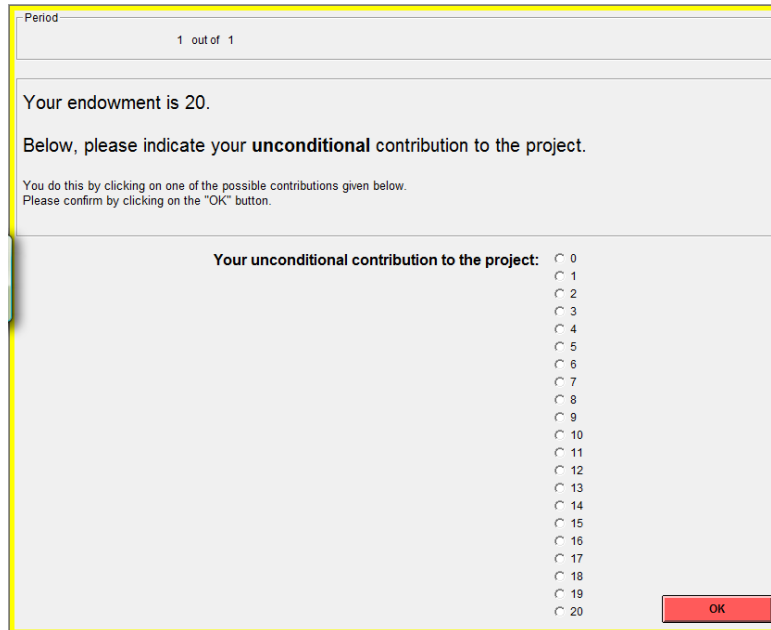 Period
1 out of 1
Your endowment is 20.
Below, please indicate your unconditional contribution to the project.
You do this by clicking on one of the possible contributions given below.
Please confirm by clicking on the "OK" button.
Your unconditional contribution to the project: 0
1
2
3
4
5
6
7
8
9
10
11
12
13
14
15
16
17
18
19
20
OK